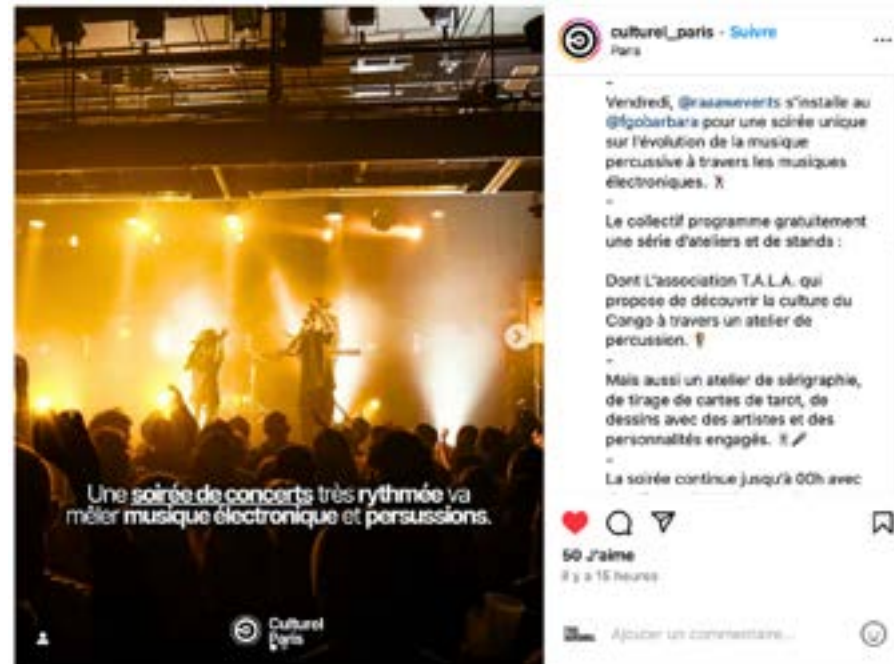 Une soirée de concerts très rythmée va
mêler musique électronique et persussions.
Culturel
Paris
culturel_paris - Suivre
Paris
-
Vendredi, @raaawevents s'installe au
@fgobarbara pour une soirée unique
sur l'évolution de la musique
percussive à travers les musiques
électroniques.
-
Le collectif programme gratuitement
une série d'ateliers et de stands :
Dont L'association T.A.L.A. qui
propose de découvrir la culture du
Congo à travers un atelier de
percussion.
-
Mais aussi un atelier de sérigraphie,
de tirage de cartes de tarot, de
dessins avec des artistes et des
personnalités engagés.
-
La soirée continue jusqu'à 00h avec
50 J'aime
il y a 15 heures
Ajouter un commentaire...